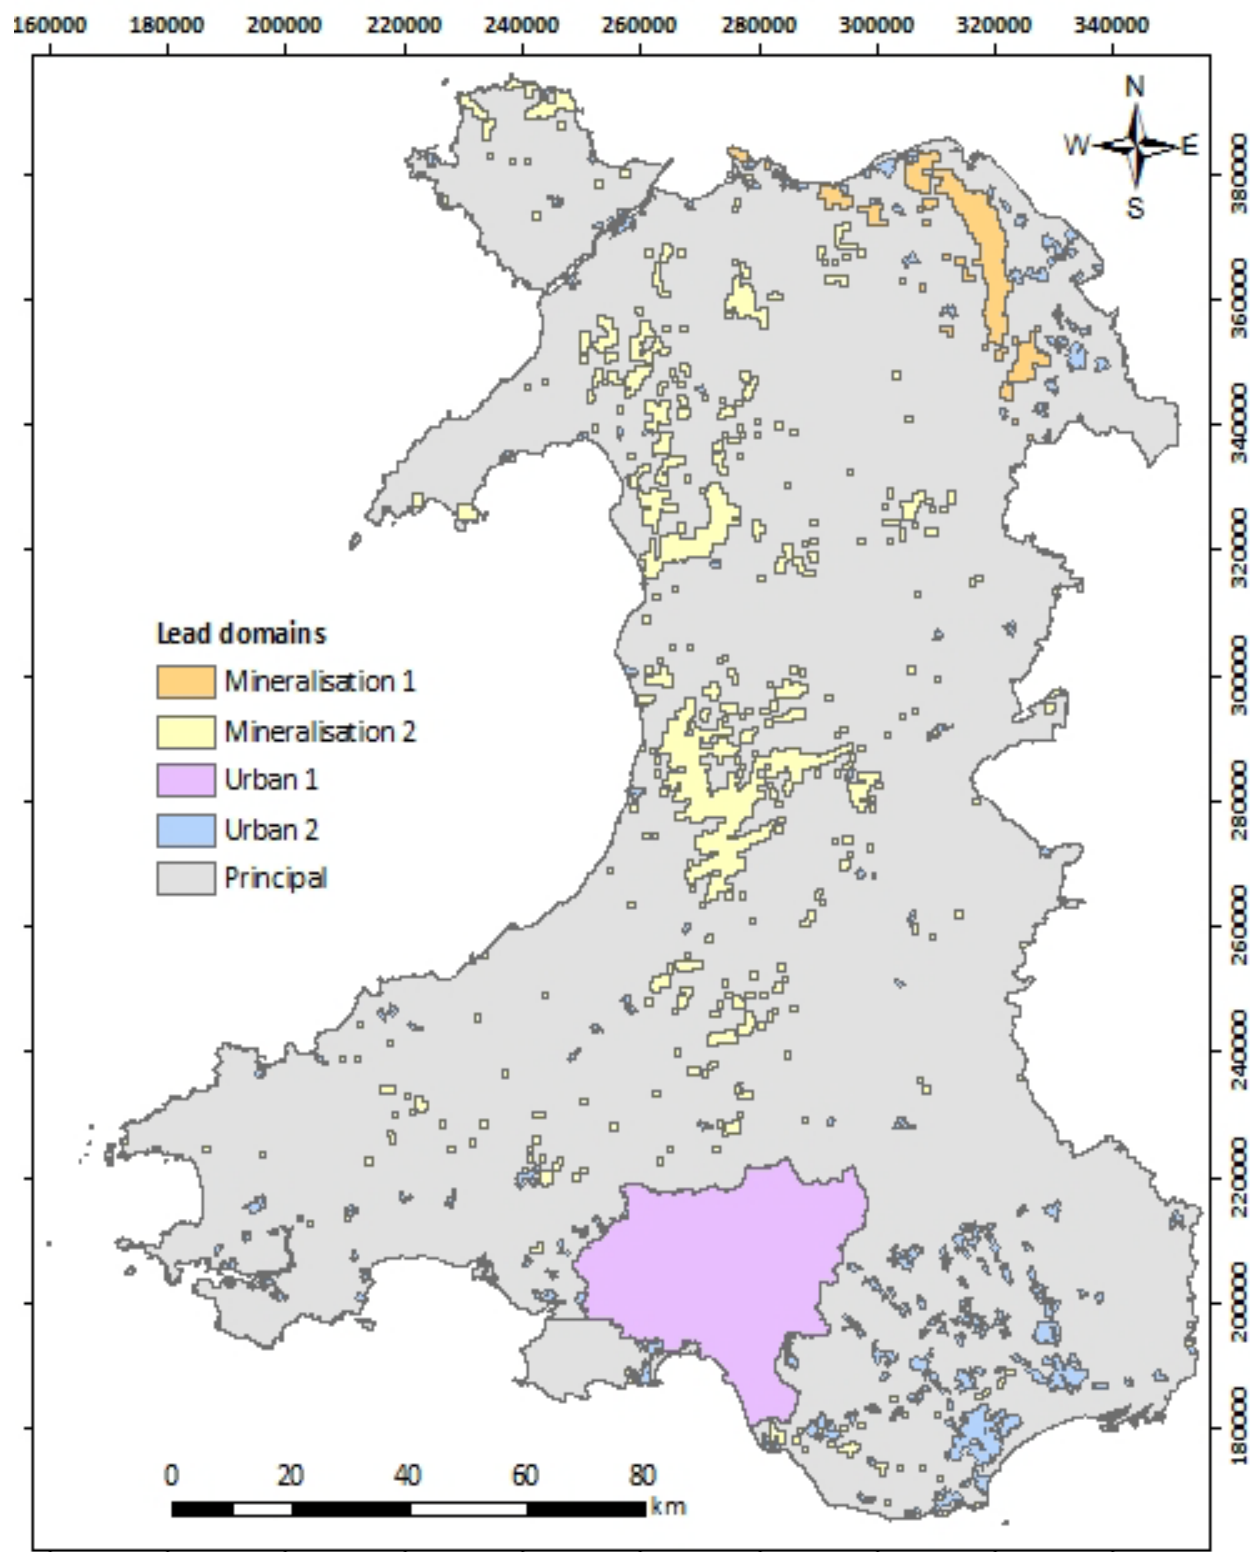 160000 180000 200000 220000 240000 260000 280000 300000 320000 340000
N
W E
S
380000
360000
340000
320000
Lead domains
Mineralisation 1
Mineralisation 2
Urban 1
Urban 2
Principal
300000
280000
260000
240000
220000
200000
180000
0 20 40 60 80
km